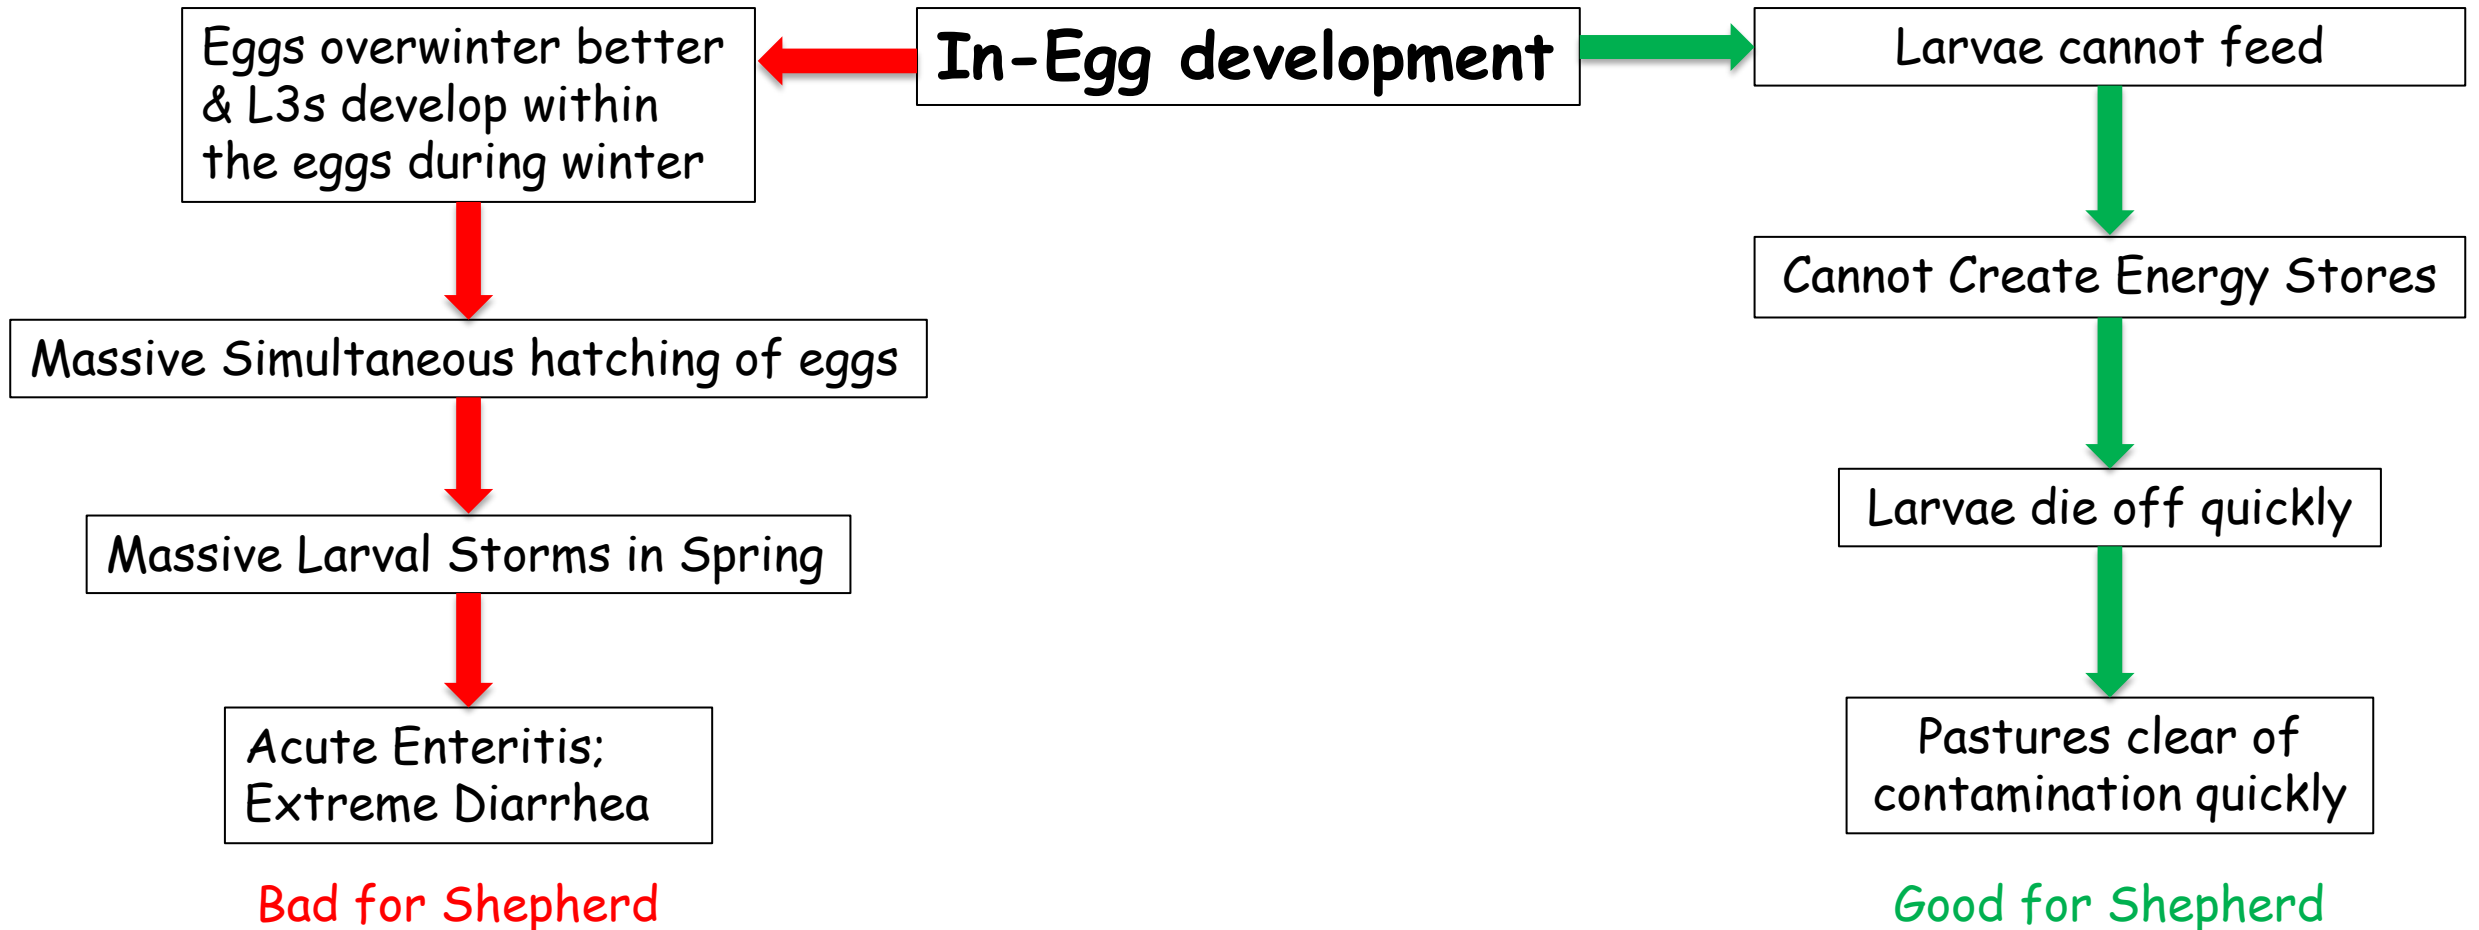 In-Egg development
Eggs overwinter better
& L3s develop within
the eggs during winter
Massive Simultaneous hatching of eggs
Massive Larval Storms in Spring
Acute Enteritis;
Extreme Diarrhea
Bad for Shepherd
Larvae cannot feed
Cannot Create Energy Stores
Larvae die off quickly
Pastures clear of
contamination quickly
Good for Shepherd